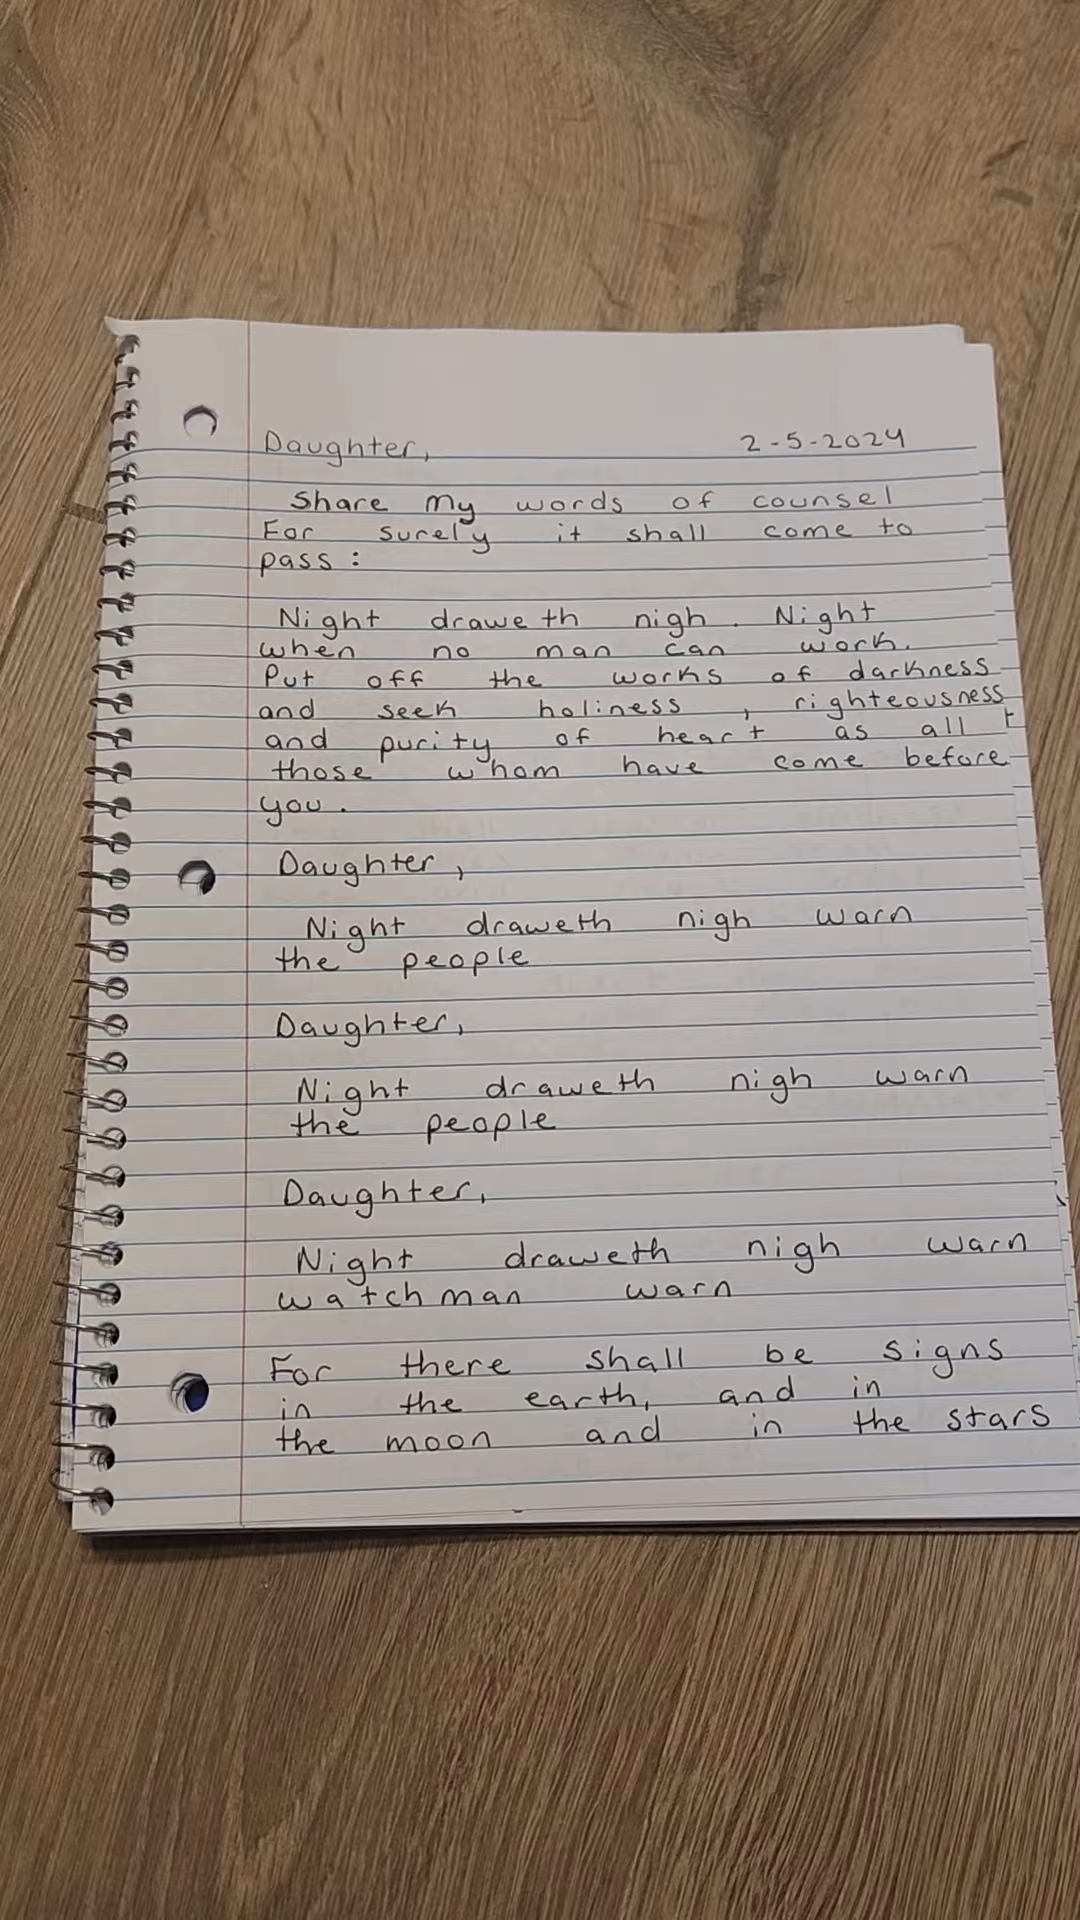 Daughter, 2-5-2024
Share my words of counsel
For surely it shall come to
pass :
Night draweth nigh. Night
when no man can work.
Put off the works of darkness
and seek holiness, righteousness
and purity of heart as all
those whom have come before
you.
Daughter,
Night draweth nigh warn
the people
Daughter,
Night draweth nigh warn
the people
Daughter,
Night draweth nigh warn
watchman warn
For there shall be signs
in the earth, and in
the moon and in the stars